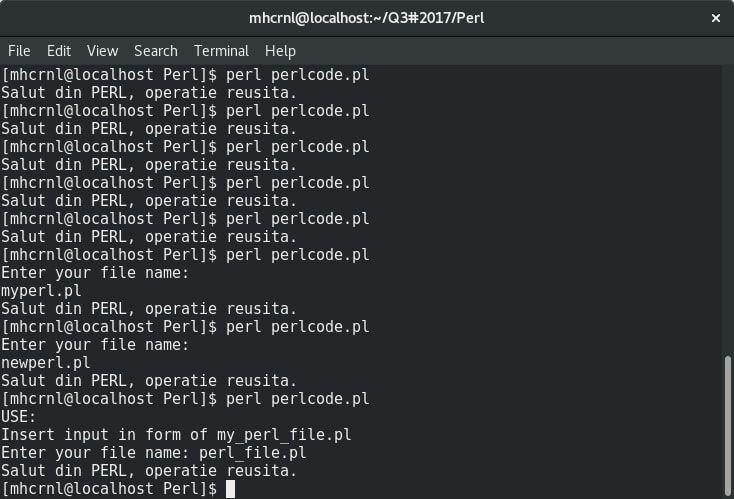 mhcrnl@localhost:~/Q3#2017/Perl ×
File Edit View Search Terminal Help
[mhcrnl@localhost Perl]$ perl perlcode.pl
Salut din PERL, operatie reusita.
[mhcrnl@localhost Perl]$ perl perlcode.pl
Salut din PERL, operatie reusita.
[mhcrnl@localhost Perl]$ perl perlcode.pl
Salut din PERL, operatie reusita.
[mhcrnl@localhost Perl]$ perl perlcode.pl
Salut din PERL, operatie reusita.
[mhcrnl@localhost Perl]$ perl perlcode.pl
Salut din PERL, operatie reusita.
[mhcrnl@localhost Perl]$ perl perlcode.pl
Enter your file name:
myperl.pl
Salut din PERL, operatie reusita.
[mhcrnl@localhost Perl]$ perl perlcode.pl
Enter your file name:
newperl.pl
Salut din PERL, operatie reusita.
[mhcrnl@localhost Perl]$ perl perlcode.pl
USE:
Insert input in form of my_perl_file.pl
Enter your file name: perl_file.pl
Salut din PERL, operatie reusita.
[mhcrnl@localhost Perl]$